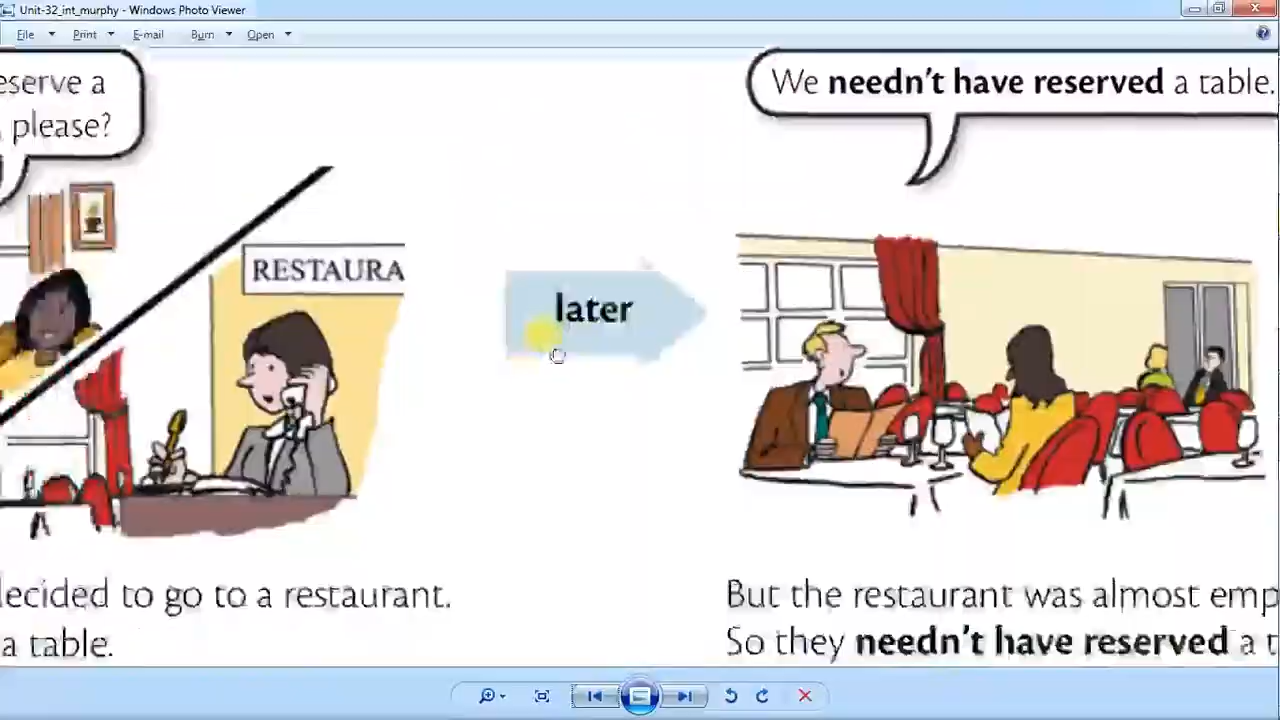 Unit-32_int_murphy - Windows Photo Viewer
File Print E-mail Burn Open
eserve a
please?
We needn't have reserved a table.
RESTAURA
later
decided to go to a restaurant.
a table.
But the restaurant was almost emp
So they needn't have reserved a t